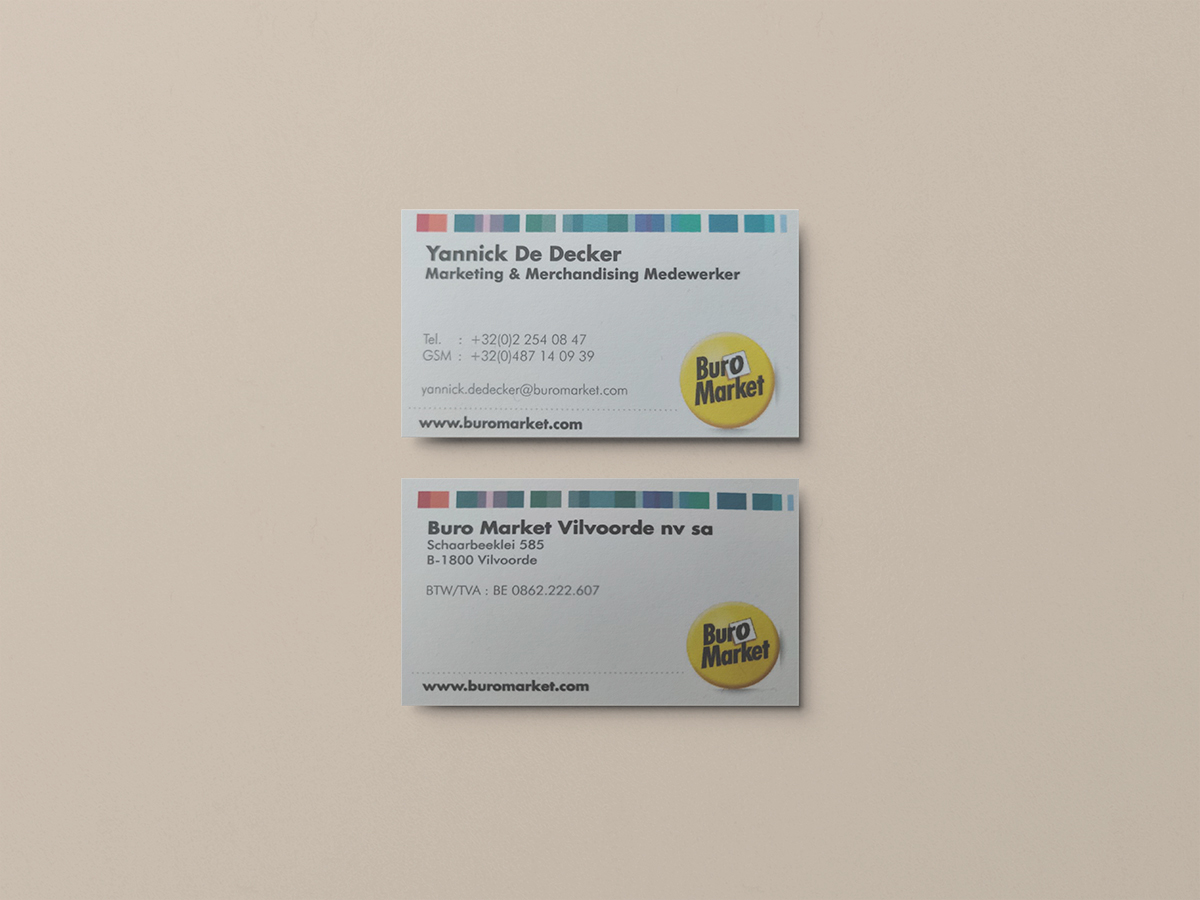 Yannick De Decker
Marketing & Merchandising Medewerker
Tel. : +32(0)2 254 08 47
GSM : +32(0)487 14 09 39
yannick.dedecker@buromarket.com
www.buromarket.com
Buro
Market
Buro Market Vilvoorde nv sa
Schaarbeeklei 585
B-1800 Vilvoorde
BTW/TVA : BE 0862.222.607
www.buromarket.com
Buro
Market